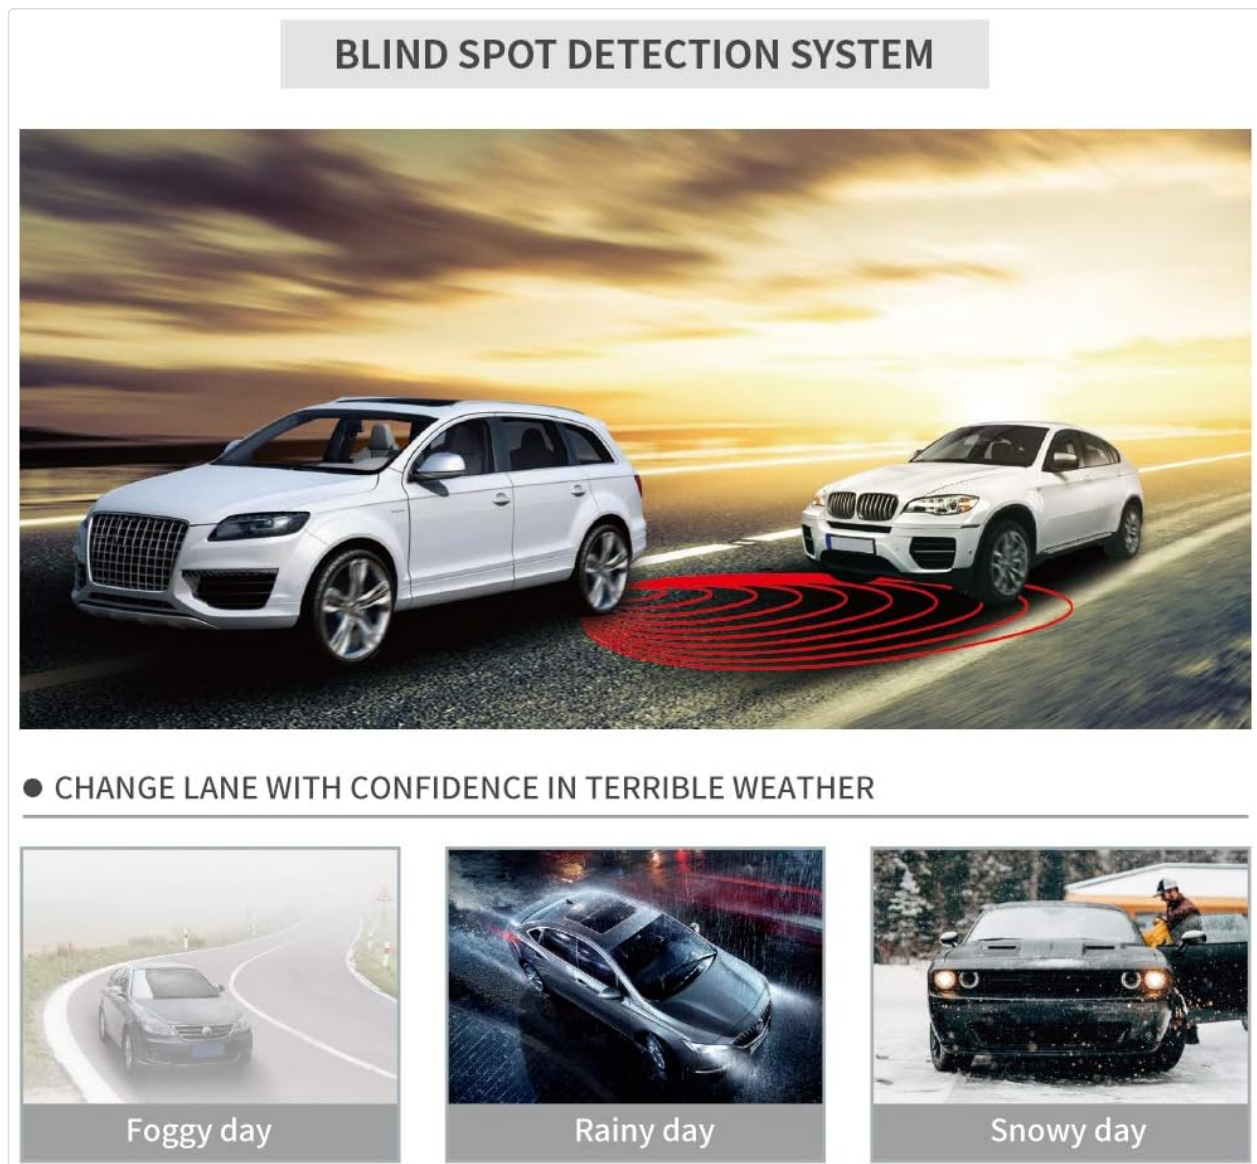 BLIND SPOT DETECTION SYSTEM
● CHANGE LANE WITH CONFIDENCE IN TERRIBLE WEATHER
Foggy day
Rainy day
Snowy day